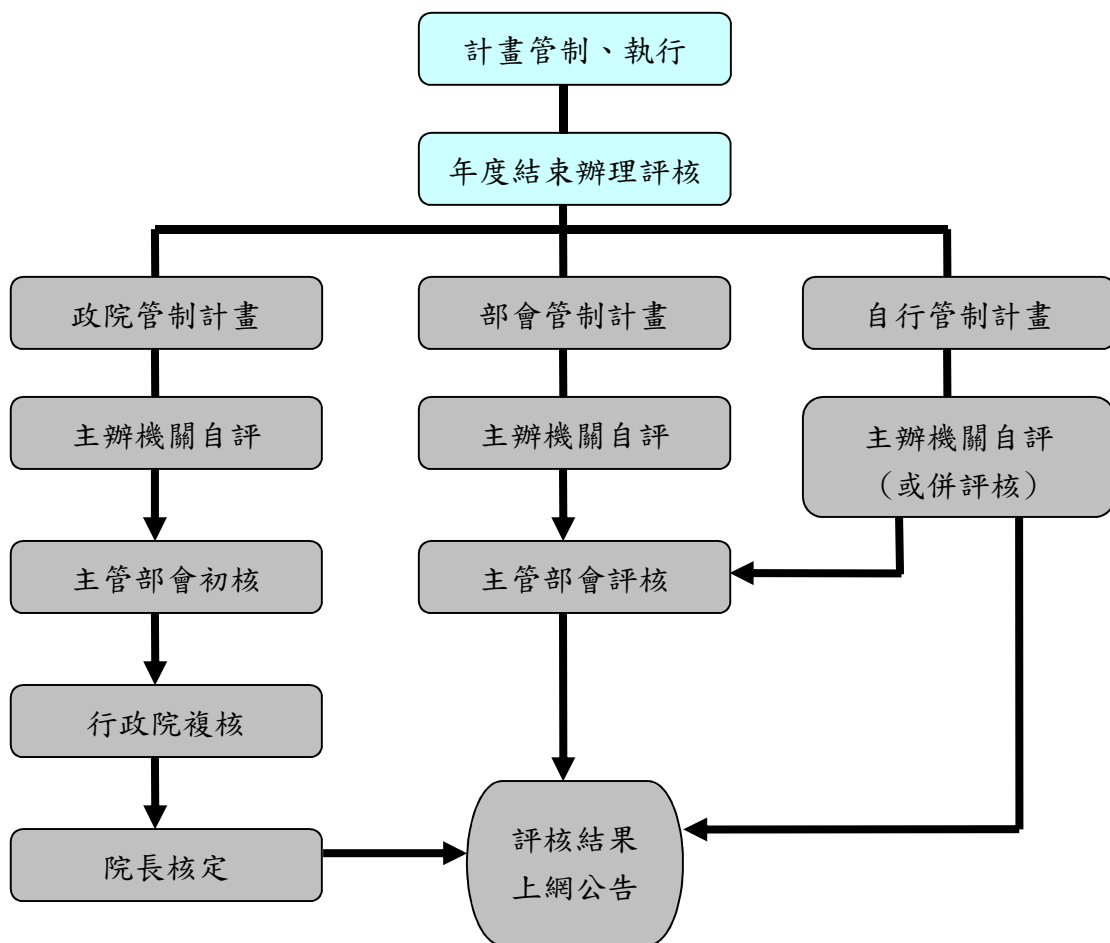 計畫管制、執行
年度結束辦理評核
政院管制計畫
部會管制計畫
自行管制計畫
主辦機關自評
主辦機關自評
主辦機關自評
（或併評核）
主管部會初核
主管部會評核
行政院複核
院長核定
評核結果
上網公告